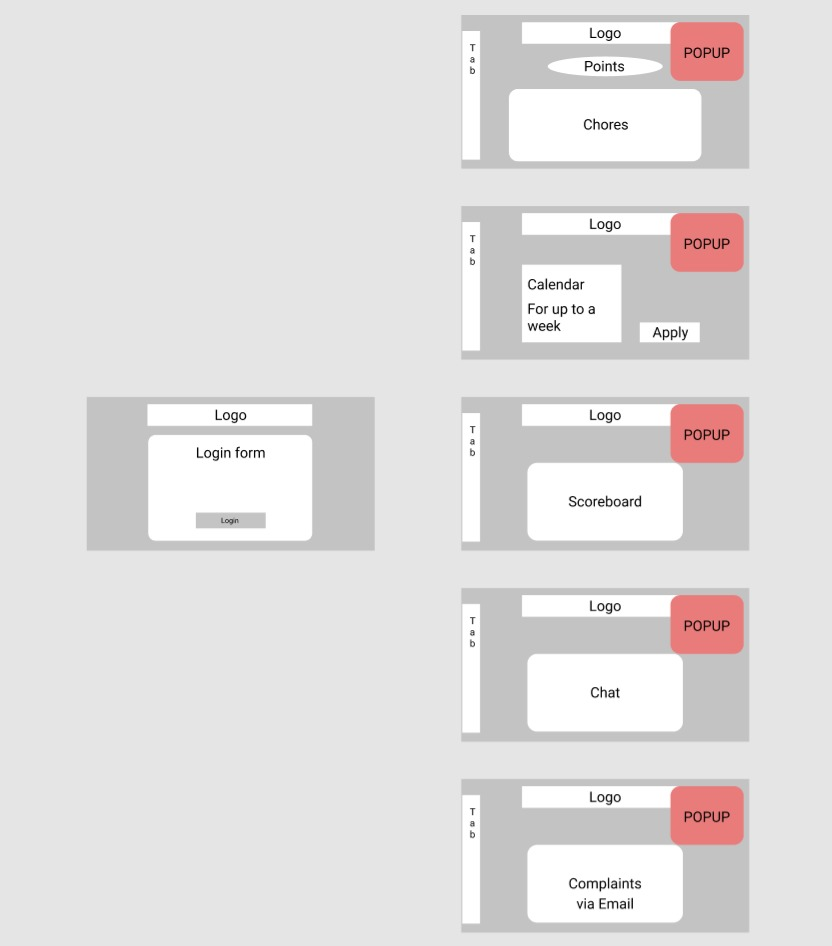 Logo
POPUP
T
a
b
Points
Chores
Logo
POPUP
T
a
b
Calendar
For up to a
week
Apply
Logo
Login form
Login
Logo
POPUP
T
a
b
Scoreboard
Logo
POPUP
T
a
b
Chat
Logo
POPUP
T
a
b
Complaints
via Email